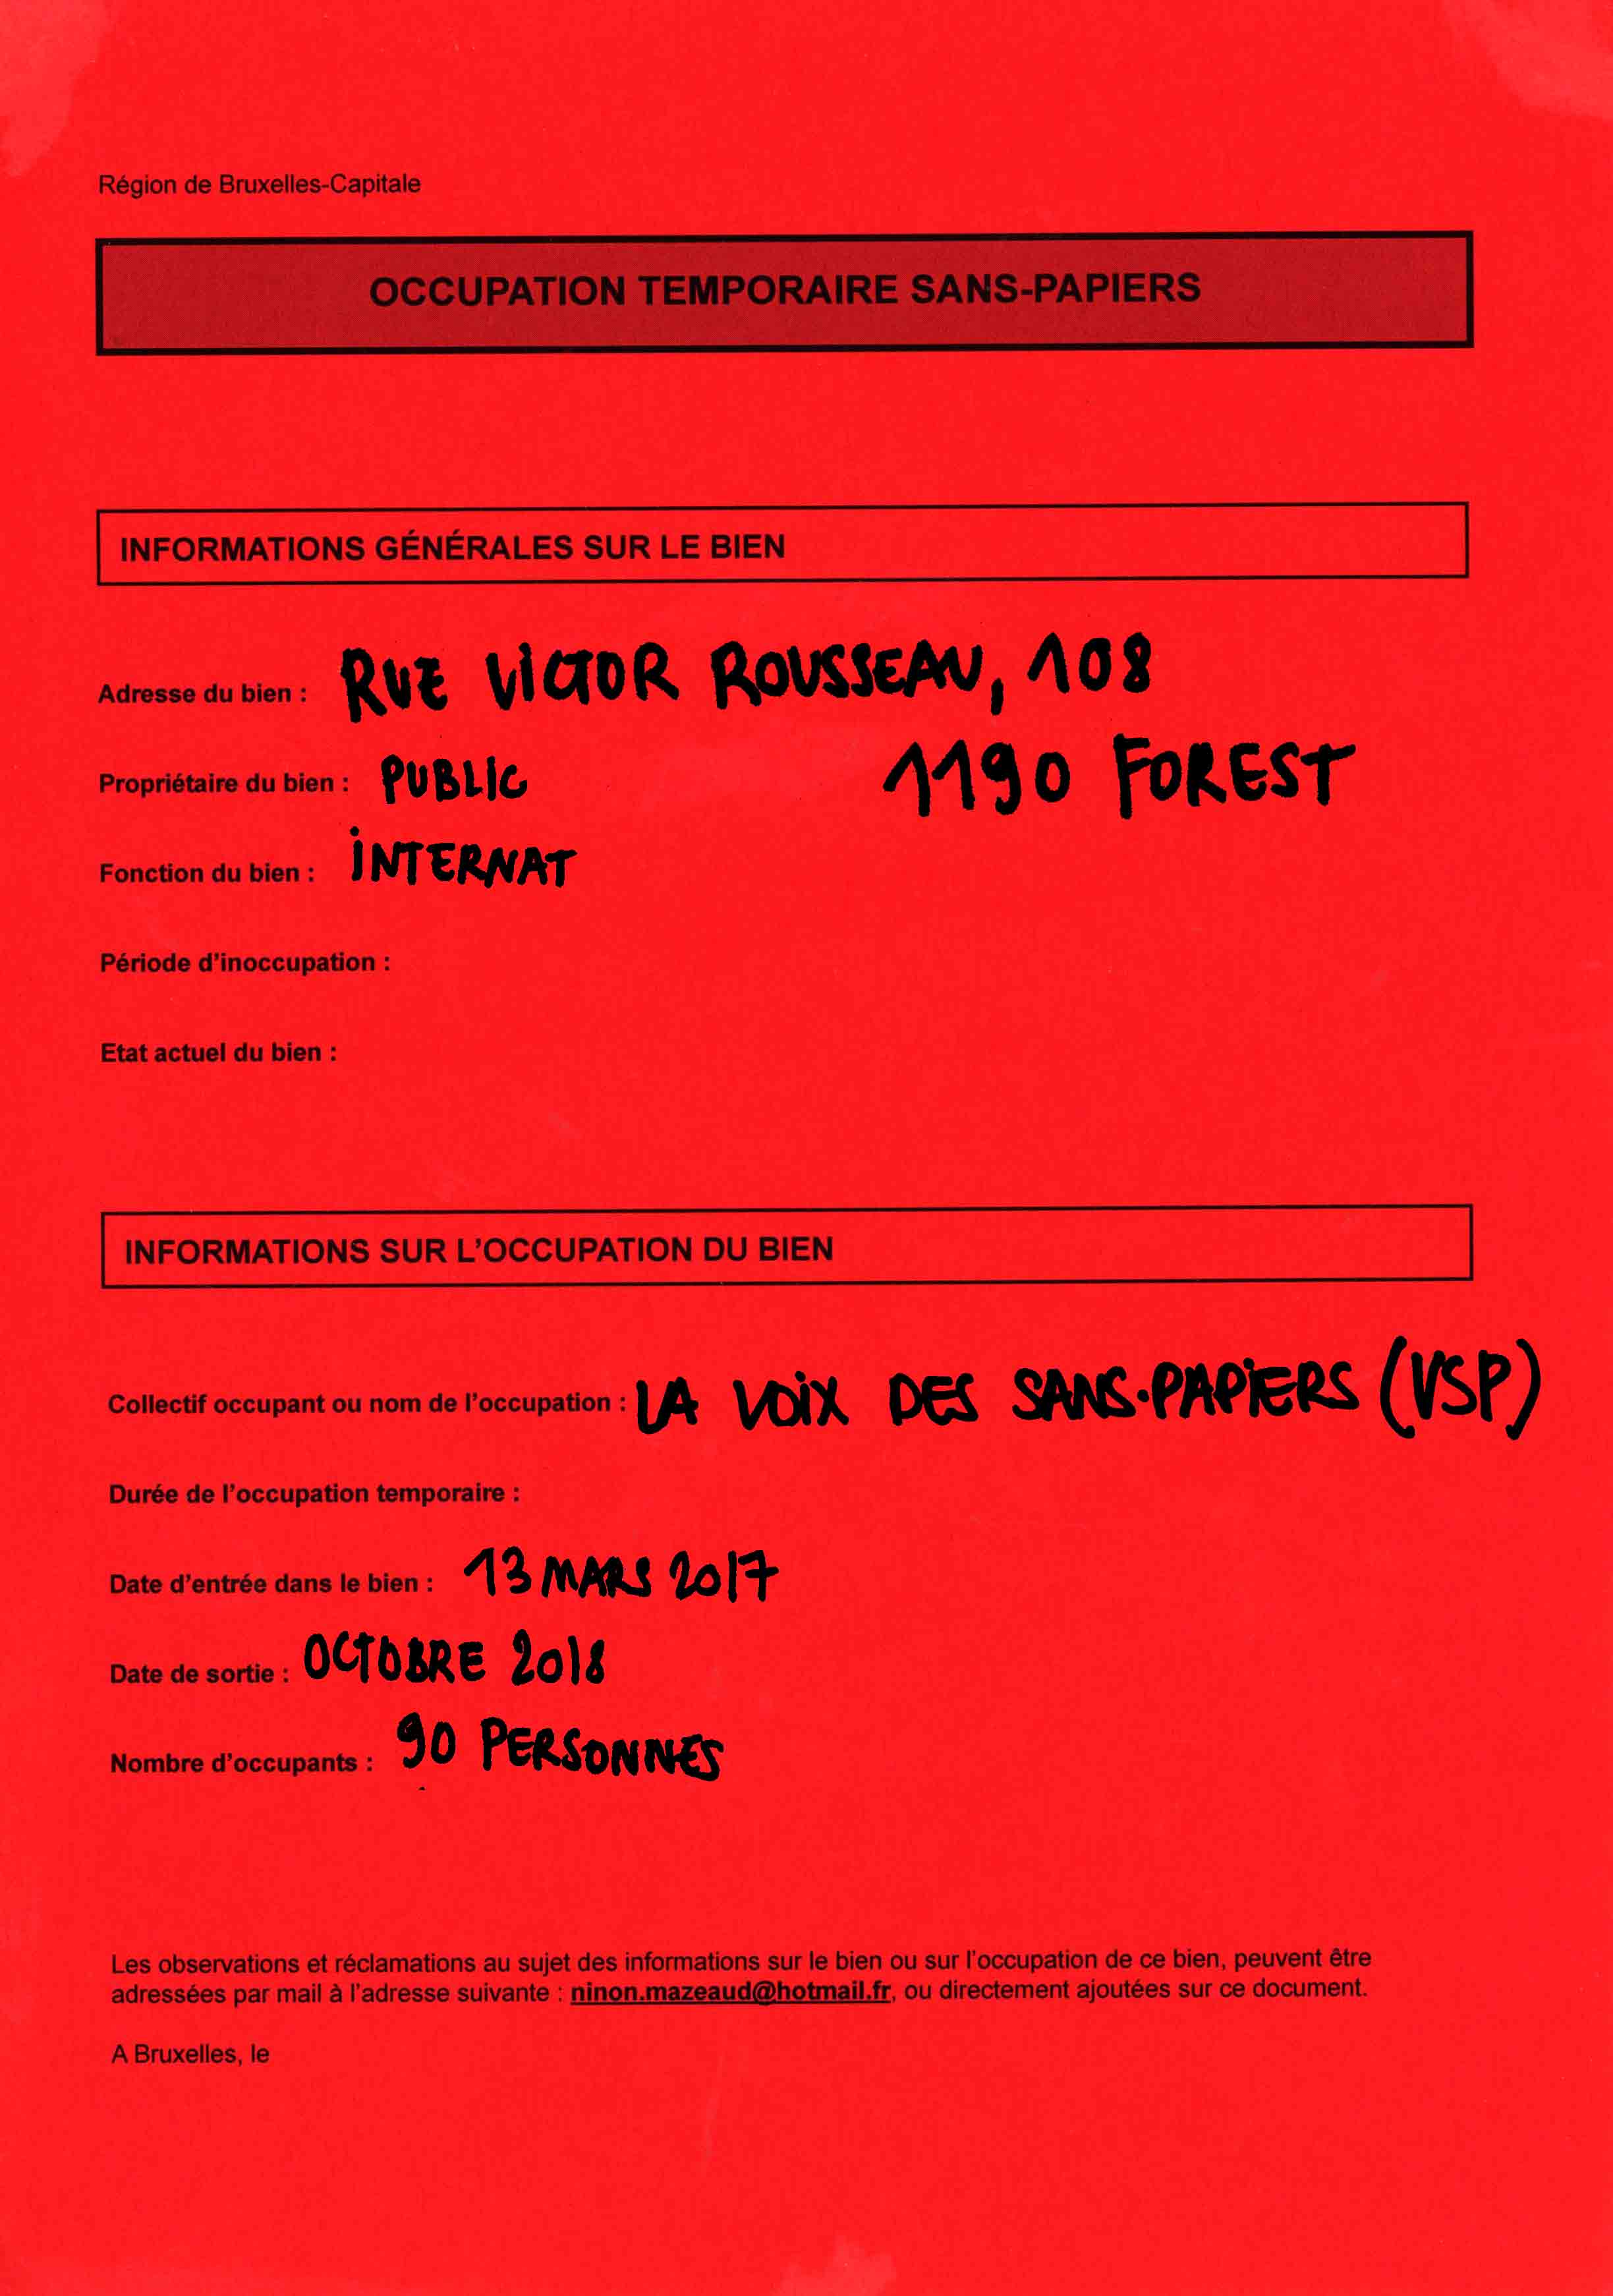 Région de Bruxelles-Capitale
OCCUPATION TEMPORAIRE SANS-PAPIERS
INFORMATIONS GÉNÉRALES SUR LE BIEN
Adresse du bien : RUE VICTOR ROUSSEAU, 108
1190 FOREST
Propriétaire du bien : PUBLIC
Fonction du bien : INTERNAT
Période d'inoccupation :
Etat actuel du bien :
INFORMATIONS SUR L'OCCUPATION DU BIEN
Collectif occupant ou nom de l'occupation : LA VOIX DES SANS-PAPIERS (VSP)
Durée de l'occupation temporaire :
Date d'entrée dans le bien : 13 MARS 2017
Date de sortie : OCTOBRE 2018
Nombre d'occupants : 90 PERSONNES
Les observations et réclamations au sujet des informations sur le bien ou sur l'occupation de ce bien, peuvent être
adressées par mail à l'adresse suivante : ninon.mazeaud@hotmail.fr, ou directement ajoutées sur ce document.
A Bruxelles, le